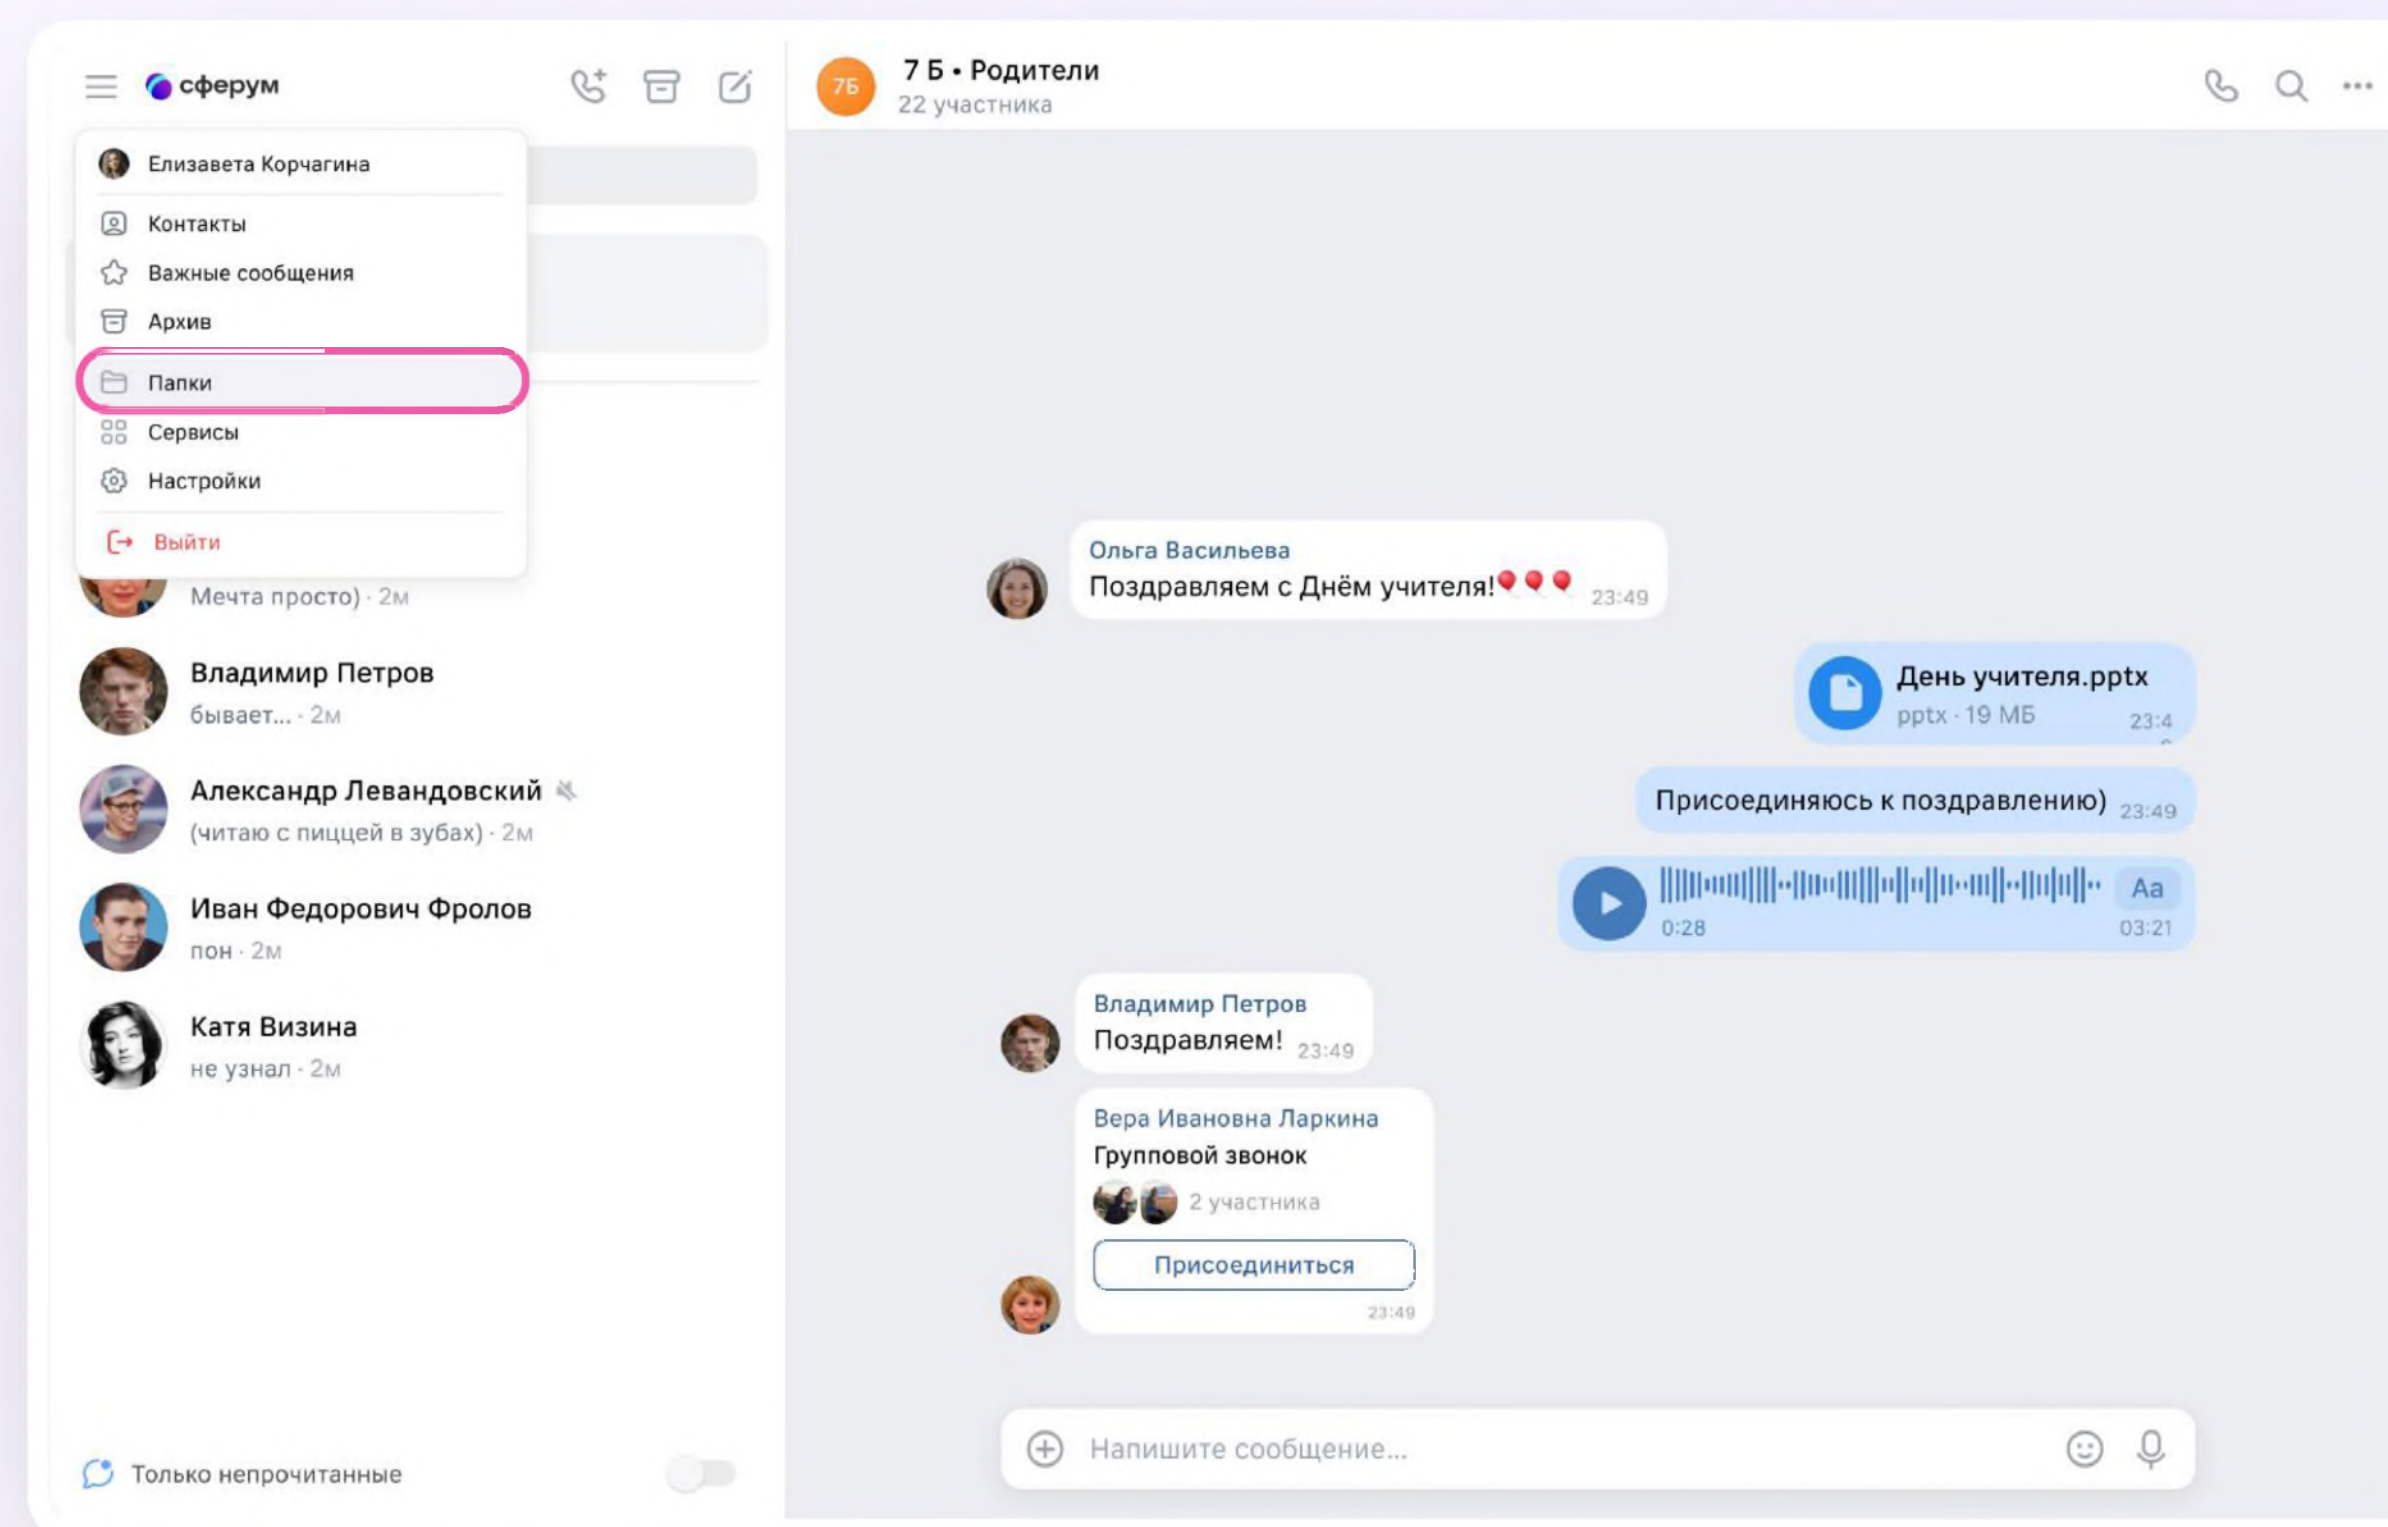 сферум
Елизавета Корчагина
Контакты
Важные сообщения
Архив
Папки
Сервисы
Настройки
Выйти
Мечта просто) · 2м
Владимир Петров
бывает... · 2м
Александр Левандовский
(читаю с пиццей в зубах) · 2м
Иван Федорович Фролов
пон · 2м
Катя Визина
не узнал · 2м
Только непрочитанные
7Б
7 Б • Родители
22 участника
Ольга Васильева
Поздравляем с Днём учителя!
23:49
День учителя.pptx
pptx · 19 МБ
23:4
Присоединяюсь к поздравлению)
23:49
Aa
0:28
03:21
Владимир Петров
Поздравляем!
23:49
Вера Ивановна Ларкина
Групповой звонок
2 участника
Присоединиться
23:49
Напишите сообщение...